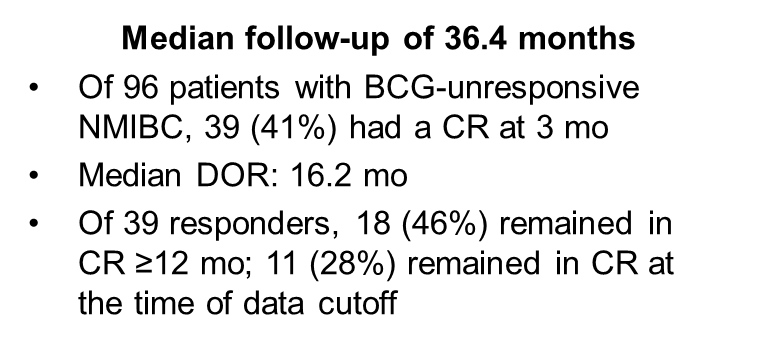 Median follow-up of 36.4 months
• Of 96 patients with BCG-unresponsive
NMIBC, 39 (41%) had a CR at 3 mo
• Median DOR: 16.2 mo
• Of 39 responders, 18 (46%) remained in
CR ≥12 mo; 11 (28%) remained in CR at
the time of data cutoff